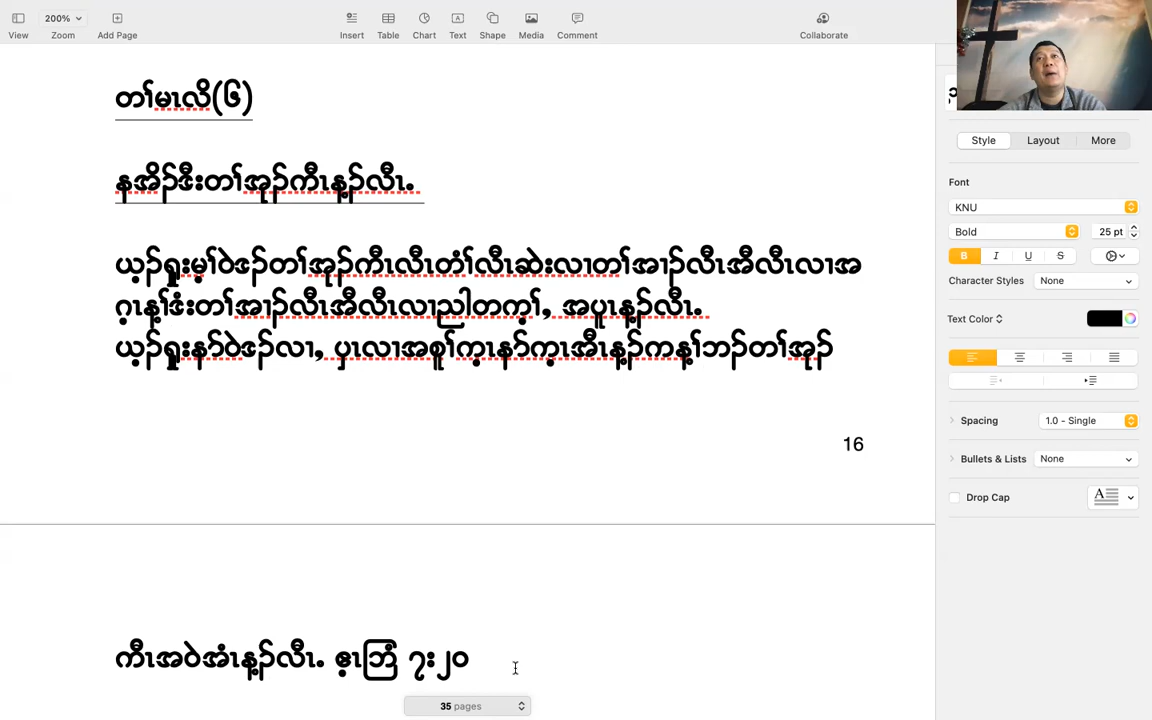 200%
View
Zoom
Add Page
Insert
Table
Chart
Text
Shape
Media
Comment
Collaborate
တၢ်မၤလိ(၆)
နအိၣ်ဒီးတၢ်အုၣ်ကီၤန့ၣ်လီၤ.
ယ့ၣ်ရှူးမ့ၢ်ဝဲဒၣ်တၢ်အုၣ်ကီၤလီၤတံၢ်လီၤဆဲးလၢတၢ်အၢၣ်လီၤအီလီၤလၢအ
ဂ့ၤန့ၢ်ဒံးတၢ်အၢၣ်လီၤအီလီၤလၢညါတက့ၢ်, အပူၤန့ၣ်လီၤ.
ယ့ၣ်ရှူးနာ်ဝဲဒၣ်လၢ, ပှၤလၢအစူၢ်က့ၤနာ်က့ၤအီၤန့ၣ်ကန့ၢ်ဘၣ်တၢ်အုၣ်
16
ကီၤအဝဲအံၤန့ၣ်လီၤ. ဧ့ၤဘြံ ၇:၂၀
35 pages
Style
Layout
More
Font
KNU
Bold
25 pt
B I U S
Character Styles
None
Text Color
Spacing
1.0 - Single
Bullets & Lists
None
Drop Cap
A